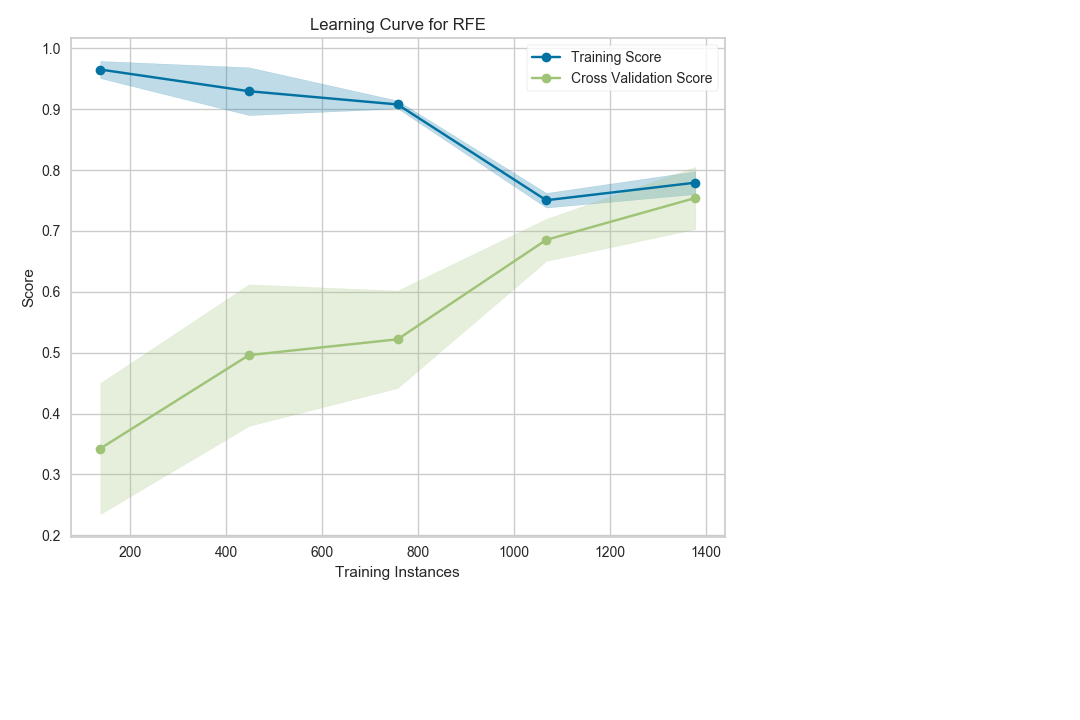 Learning Curve for RFE
Training Score
Cross Validation Score
1.0
0.9
0.8
0.7
0.6
0.5
0.4
0.3
0.2
Score
200 400 600 800 1000 1200 1400
Training Instances